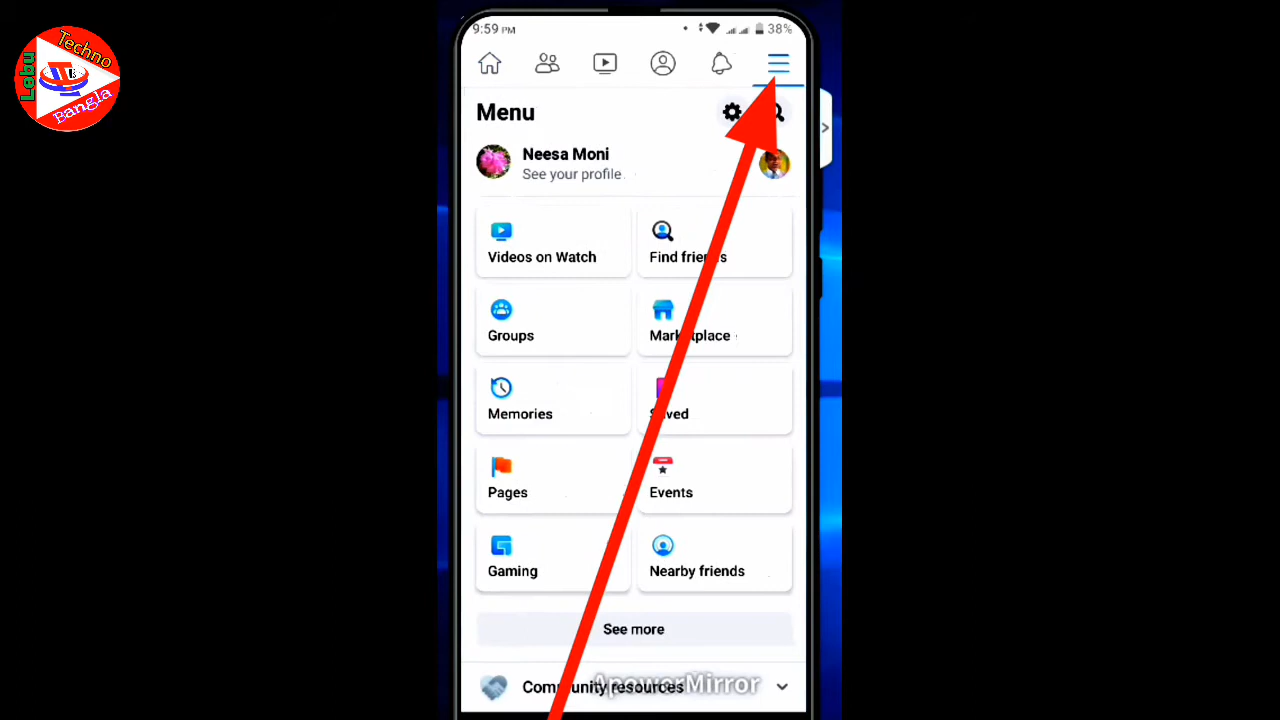 Lobu
Techno
Bangla
9:59 PM
38%
Menu
Neesa Moni
See your profile
Videos on Watch
Find friends
Groups
Marketplace
Memories
Saved
Pages
Events
Gaming
Nearby friends
See more
Community resources
ApowerMirror